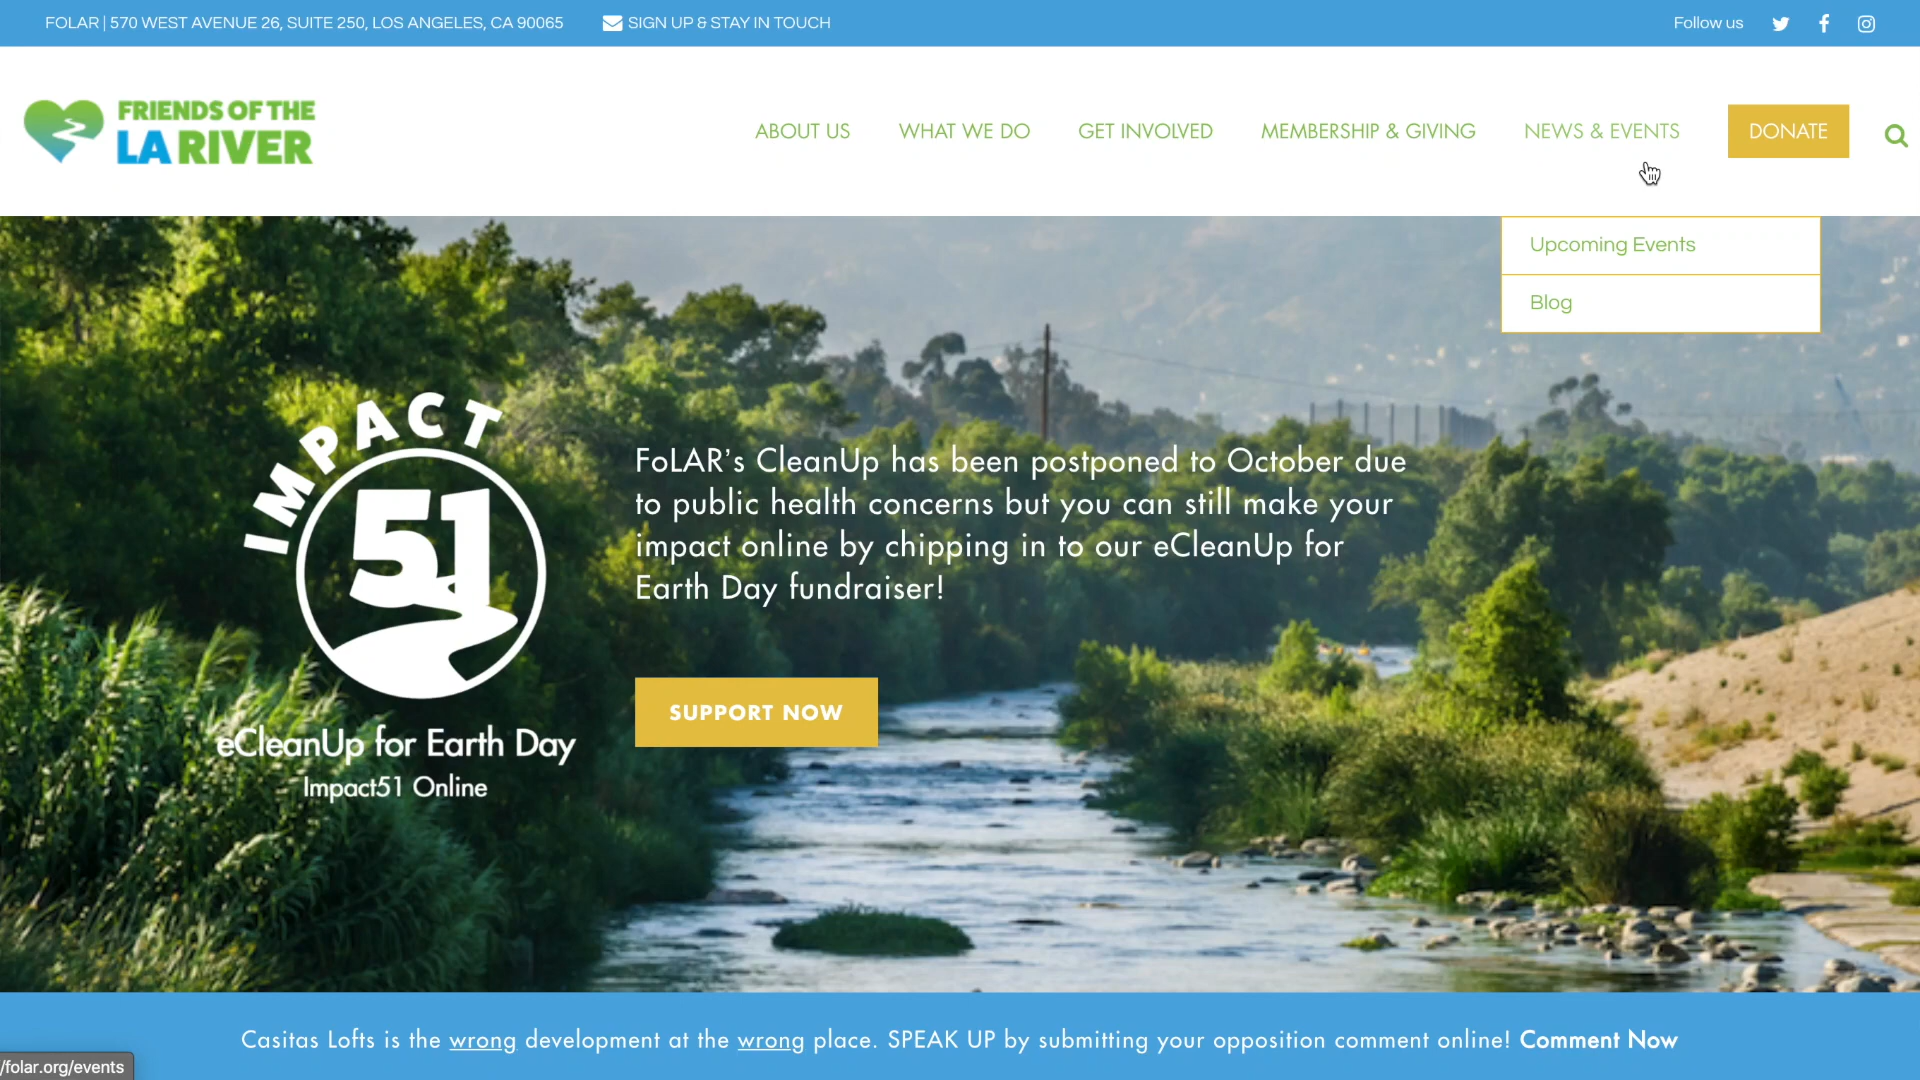 FOLAR | 570 WEST AVENUE 26, SUITE 250, LOS ANGELES, CA 90065
SIGN UP & STAY IN TOUCH
Follow us
FRIENDS OF THE
LA RIVER
ABOUT US
WHAT WE DO
GET INVOLVED
MEMBERSHIP & GIVING
NEWS & EVENTS
DONATE
Upcoming Events
Blog
IMPACT
51
eCleanUp for Earth Day
Impact51 Online
FoLAR's CleanUp has been postponed to October due
to public health concerns but you can still make your
impact online by chipping in to our eCleanUp for
Earth Day fundraiser!
SUPPORT NOW
Casitas Lofts is the wrong development at the wrong place. SPEAK UP by submitting your opposition comment online! Comment Now
/folar.org/events